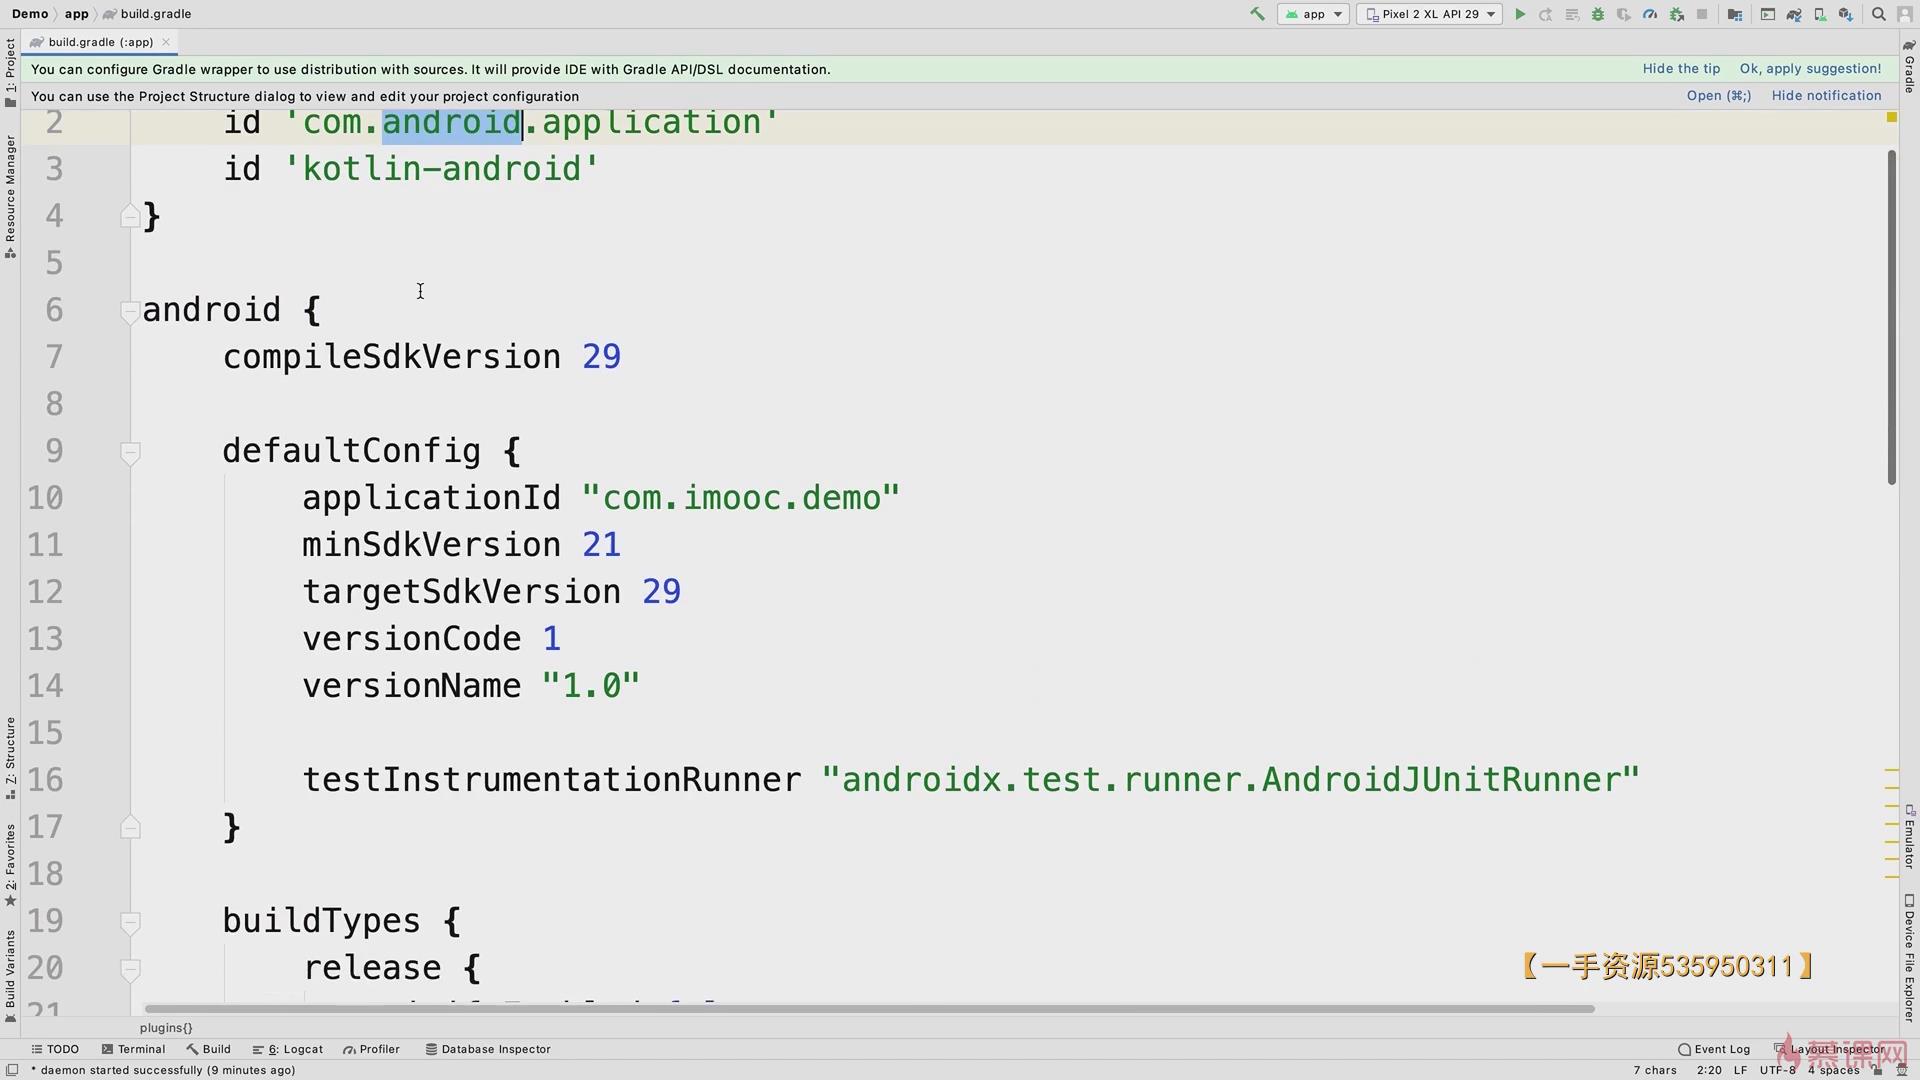 Demo app build.gradle
app Pixel 2 XL API 29
build.gradle (:app)
You can configure Gradle wrapper to use distribution with sources. It will provide IDE with Gradle API/DSL documentation. Hide the tip Ok, apply suggestion!
You can use the Project Structure dialog to view and edit your project configuration Open (⌘;) Hide notification
2 id 'com.android.application'
3 id 'kotlin-android'
4 }
5
6 android {
7 compileSdkVersion 29
8
9 defaultConfig {
10 applicationId "com.imooc.demo"
11 minSdkVersion 21
12 targetSdkVersion 29
13 versionCode 1
14 versionName "1.0"
15
16 testInstrumentationRunner "androidx.test.runner.AndroidJUnitRunner"
17 }
18
19 buildTypes {
20 release {
21
plugins{}
TODO Terminal Build 6: Logcat Profiler Database Inspector Event Log Layout Inspector
* daemon started successfully (9 minutes ago) 7 chars 2:20 LF UTF-8 4 spaces
1: Project
Resource Manager
7: Structure
2: Favorites
Build Variants
Gradle
Emulator
Device File Explorer
【一手资源535950311】
慕课网